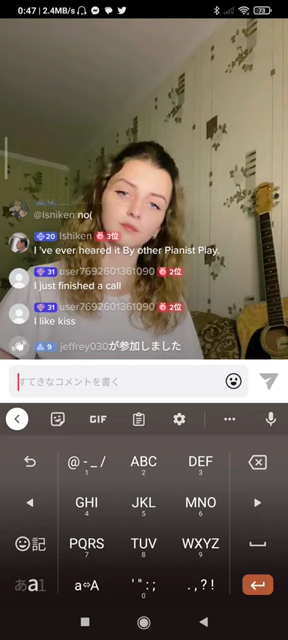 0:47 | 2.4MB/s
73
@Ishiken no(
20 Ishiken 3位
I 've ever heared it By other Pianist Play.
31 user7692601361090 2位
I just finished a call
31 user7692601361090 2位
I like kiss
9 jeffrey030が参加しました
すてきなコメントを書く
GIF
@-_/ ABC DEF
1 2 3
GHI JKL MNO
4 5 6
記 PQRS TUV WXYZ
7 8 9
あa1 a⇔A '":; .,?!
0